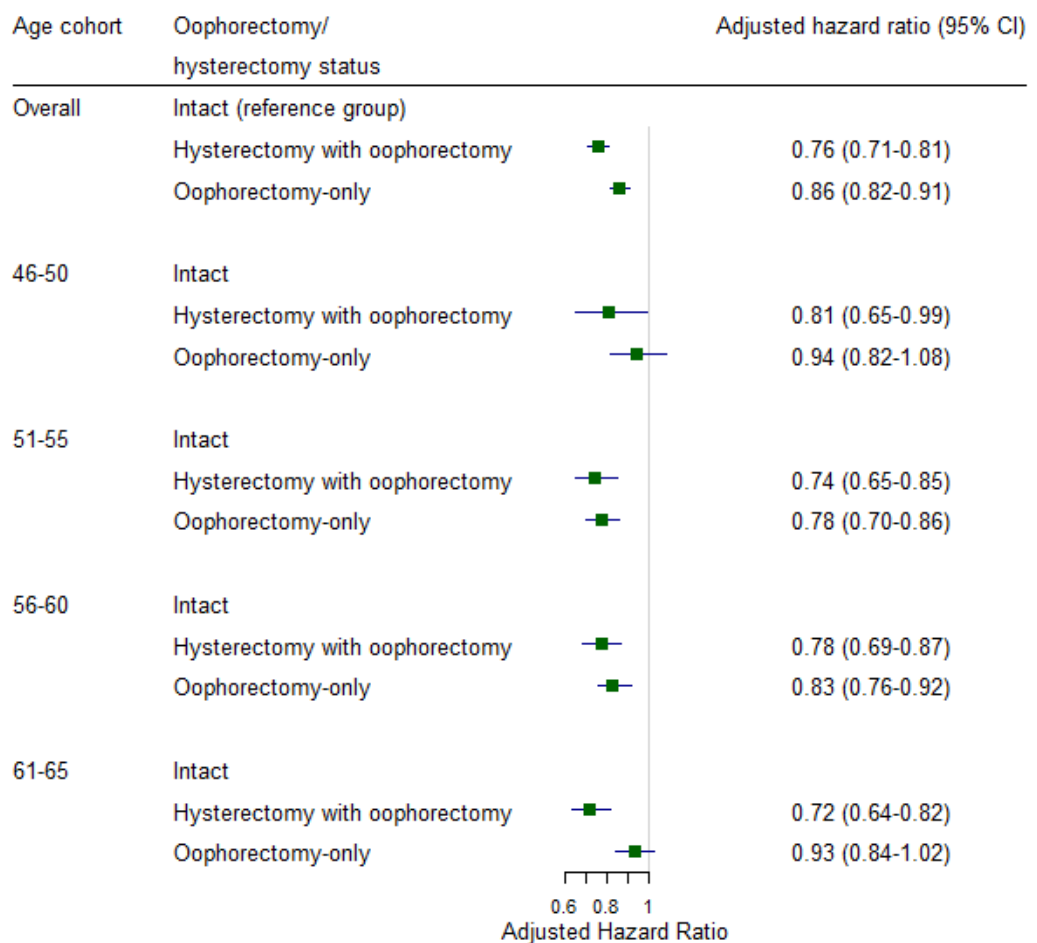 Age cohort Oophorectomy/ Adjusted hazard ratio (95% CI)
hysterectomy status
Overall Intact (reference group)
Hysterectomy with oophorectomy 0.76 (0.71-0.81)
Oophorectomy-only 0.86 (0.82-0.91)
46-50 Intact
Hysterectomy with oophorectomy 0.81 (0.65-0.99)
Oophorectomy-only 0.94 (0.82-1.08)
51-55 Intact
Hysterectomy with oophorectomy 0.74 (0.65-0.85)
Oophorectomy-only 0.78 (0.70-0.86)
56-60 Intact
Hysterectomy with oophorectomy 0.78 (0.69-0.87)
Oophorectomy-only 0.83 (0.76-0.92)
61-65 Intact
Hysterectomy with oophorectomy 0.72 (0.64-0.82)
Oophorectomy-only 0.93 (0.84-1.02)
0.6 0.8 1
Adjusted Hazard Ratio